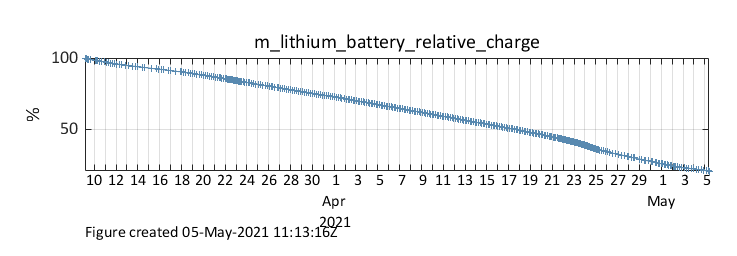 m_lithium_battery_relative_charge
100
50
%
10 12 14 16 18 20 22 24 26 28 30 1 3 5 7 9 11 13 15 17 19 21 23 25 27 29 1 3 5
Apr May
2021
Figure created 05-May-2021 11:13:16Z